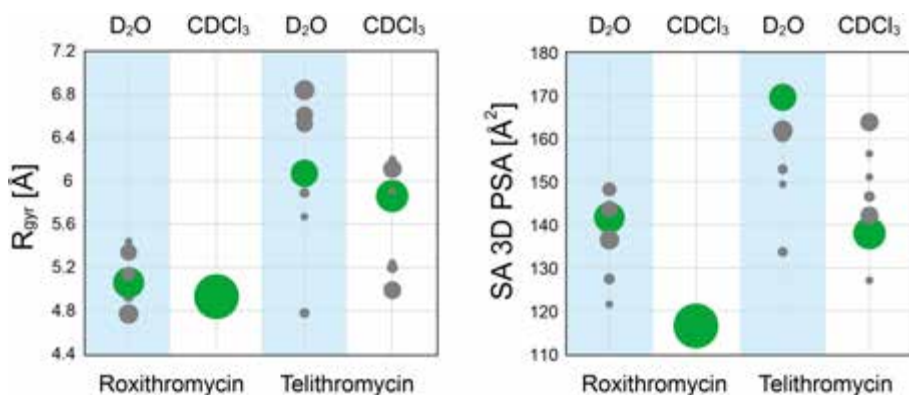 D₂O CDCl₃ D₂O CDCl₃
7.2
6.8
6.4
6
5.6
5.2
4.8
4.4
Rgyr [Å]
Roxithromycin Telithromycin
D₂O CDCl₃ D₂O CDCl₃
180
170
160
150
140
130
120
110
SA 3D PSA [Å²]
Roxithromycin Telithromycin